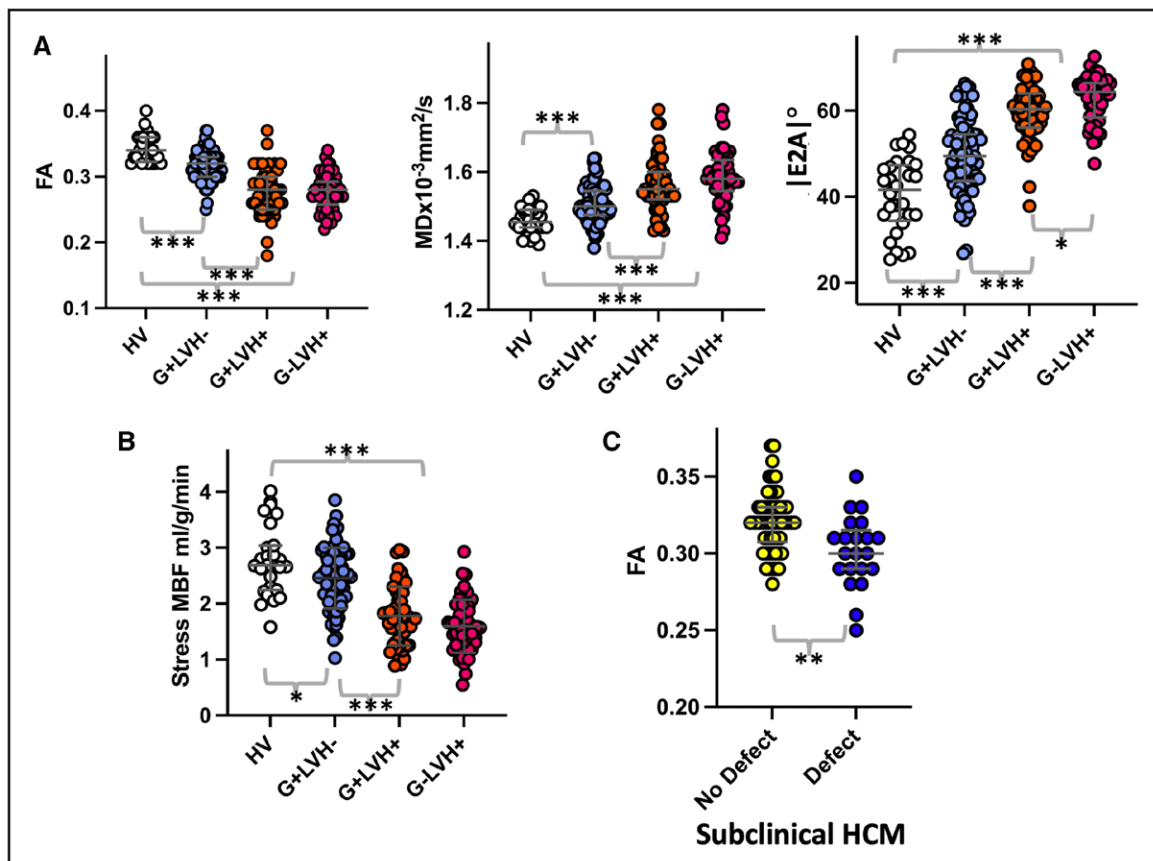 A
FA
0.4
0.3
0.2
0.1
***
***
***
HV
G+LVH-
G+LVH+
G-LVH+
MDx10-³mm²/s
1.8
1.6
1.4
1.2
***
***
***
HV
G+LVH-
G+LVH+
G-LVH+
|E2A|°
60
40
20
***
*
***
***
HV
G+LVH-
G+LVH+
G-LVH+
B
Stress MBF ml/g/min
4
3
2
1
0
***
*
***
HV
G+LVH-
G+LVH+
G-LVH+
C
FA
0.35
0.30
0.25
0.20
**
No Defect
Defect
Subclinical HCM